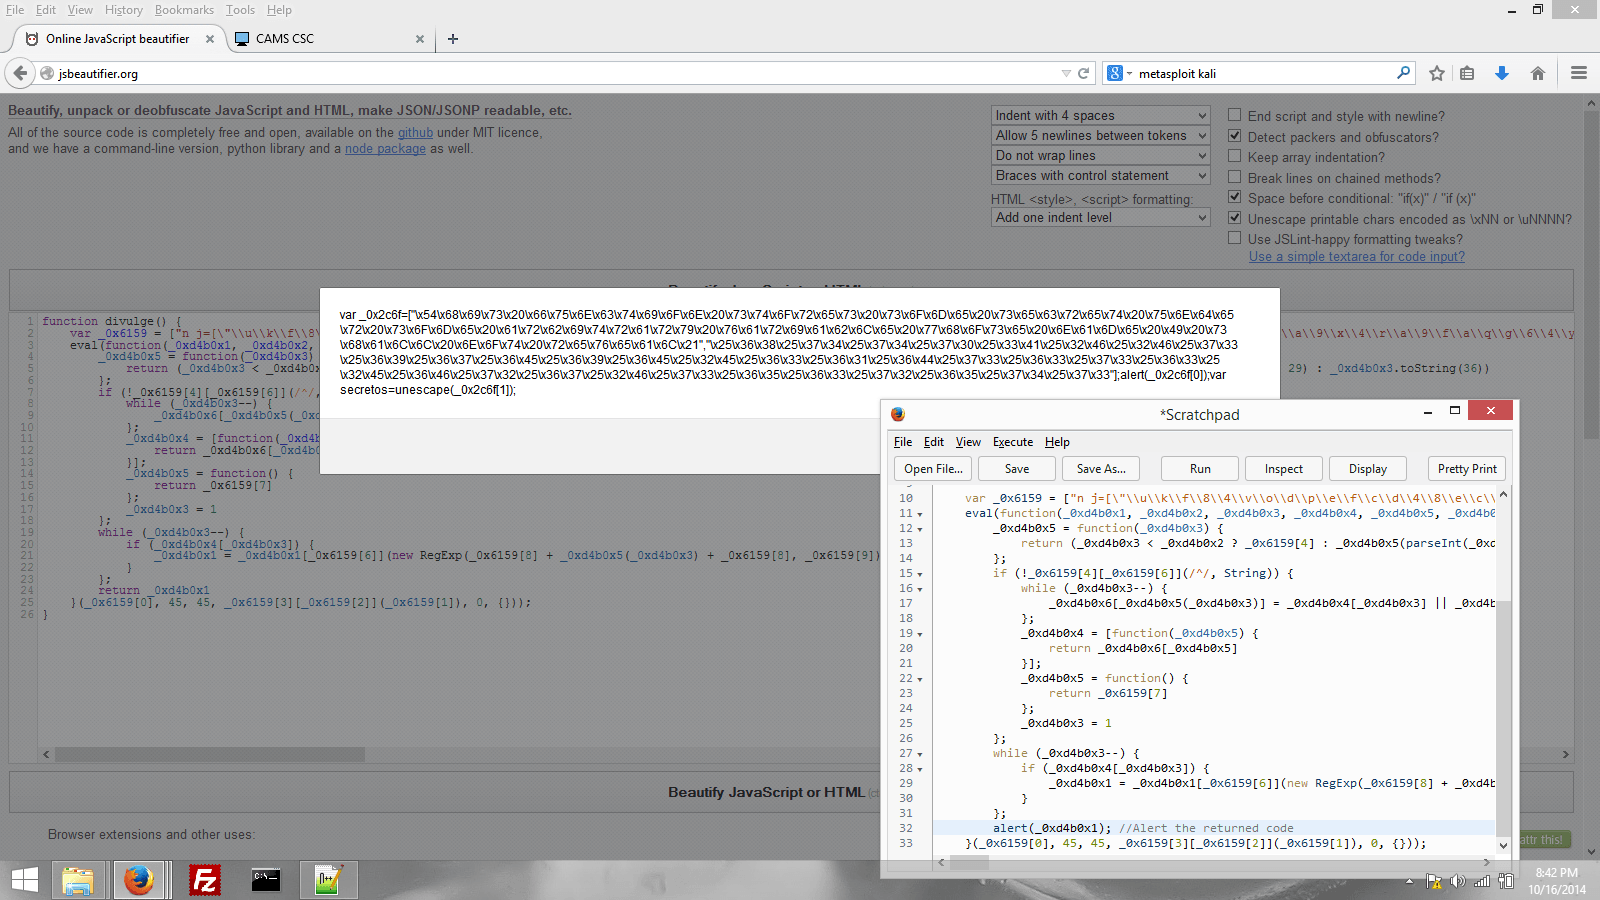 File Edit View History Bookmarks Tools Help
Online JavaScript beautifier
CAMS CSC
jsbeautifier.org
metasploit kali
Beautify, unpack or deobfuscate JavaScript and HTML, make JSON/JSONP readable, etc.
All of the source code is completely free and open, available on the github under MIT licence,
and we have a command-line version, python library and a node package as well.
Indent with 4 spaces
Allow 5 newlines between tokens
Do not wrap lines
Braces with control statement
HTML <style>, <script> formatting:
Add one indent level
End script and style with newline?
Detect packers and obfuscators?
Keep array indentation?
Break lines on chained methods?
Space before conditional: "if(x)" / "if (x)"
Unescape printable chars encoded as \xNN or \uNNNN?
Use JSLint-happy formatting tweaks?
Use a simple textarea for code input?
1 function divulge() {
2 var _0x6159 = ["n j=[\"\\u\\k\\f\\8\
3 eval(function(_0xd4b0x1, _0xd4b0x2,
4 _0xd4b0x5 = function(_0xd4b0x3)
5 return (_0xd4b0x3 < _0xd4b0x
29) : _0xd4b0x3.toString(36))
6 };
7 if (!_0x6159[4][_0x6159[6]](/^/,
8 while (_0xd4b0x3--) {
9 _0xd4b0x6[_0xd4b0x5(_0xd
10 };
11 _0xd4b0x4 = [function(_0xd4b
12 return _0xd4b0x6[_0xd4b0
13 }];
14 _0xd4b0x5 = function() {
15 return _0x6159[7]
16 };
17 _0xd4b0x3 = 1
18 };
19 while (_0xd4b0x3--) {
20 if (_0xd4b0x4[_0xd4b0x3]) {
21 _0xd4b0x1 = _0xd4b0x1[_0x6159[6]](new RegExp(_0x6159[8] + _0xd4b0x5(_0xd4b0x3) + _0x6159[8], _0x6159[9])
22 }
23 };
24 return _0xd4b0x1
25 }(_0x6159[0], 45, 45, _0x6159[3][_0x6159[2]](_0x6159[1]), 0, {}));
26 }
var _0x2c6f=["\x54\x68\x69\x73\x20\x66\x75\x6E\x63\x74\x69\x6F\x6E\x20\x73\x74\x6F\x72\x65\x73\x20\x73\x6F\x6D\x65\x20\x73\x65\x63\x72\x65\x74\x20\x75\x6E\x64\x65
\x72\x20\x73\x6F\x6D\x65\x20\x61\x72\x62\x69\x74\x72\x61\x72\x79\x20\x76\x61\x72\x69\x61\x62\x6C\x65\x20\x77\x68\x6F\x73\x65\x20\x6E\x61\x6D\x65\x20\x49\x20\x73
\x68\x61\x6C\x6C\x20\x6E\x6F\x74\x20\x72\x65\x76\x65\x61\x6C\x21","\x25\x36\x38\x25\x37\x34\x25\x37\x34\x25\x37\x30\x25\x33\x41\x25\x32\x46\x25\x32\x46\x25\x37\x33
\x25\x36\x39\x25\x36\x37\x25\x36\x45\x25\x36\x39\x25\x36\x45\x25\x32\x45\x25\x36\x33\x25\x36\x31\x25\x36\x44\x25\x37\x33\x25\x36\x33\x25\x37\x33\x25\x36\x33\x25
\x32\x45\x25\x36\x46\x25\x37\x32\x25\x36\x37\x25\x32\x46\x25\x37\x33\x25\x36\x35\x25\x36\x33\x25\x37\x32\x25\x36\x35\x25\x37\x34\x25\x37\x33"];alert(_0x2c6f[0]);var
secretos=unescape(_0x2c6f[1]);
Beautify JavaScript or HTML
Browser extensions and other uses:
*Scratchpad
File Edit View Execute Help
Open File... Save Save As... Run Inspect Display Pretty Print
10 var _0x6159 = ["n j=[\"\\u\\k\\f\\8\\4\\v\\o\\d\\p\\e\\f\\c\\d\\4\\8\\e\\c\\
11 eval(function(_0xd4b0x1, _0xd4b0x2, _0xd4b0x3, _0xd4b0x4, _0xd4b0x5, _0xd4b0
12 _0xd4b0x5 = function(_0xd4b0x3) {
13 return (_0xd4b0x3 < _0xd4b0x2 ? _0x6159[4] : _0xd4b0x5(parseInt(_0xd
14 };
15 if (!_0x6159[4][_0x6159[6]](/^/, String)) {
16 while (_0xd4b0x3--) {
17 _0xd4b0x6[_0xd4b0x5(_0xd4b0x3)] = _0xd4b0x4[_0xd4b0x3] || _0xd4b
18 };
19 _0xd4b0x4 = [function(_0xd4b0x5) {
20 return _0xd4b0x6[_0xd4b0x5]
21 }];
22 _0xd4b0x5 = function() {
23 return _0x6159[7]
24 };
25 _0xd4b0x3 = 1
26 };
27 while (_0xd4b0x3--) {
28 if (_0xd4b0x4[_0xd4b0x3]) {
29 _0xd4b0x1 = _0xd4b0x1[_0x6159[6]](new RegExp(_0x6159[8] + _0xd4b
30 }
31 };
32 alert(_0xd4b0x1); //Alert the returned code
33 }(_0x6159[0], 45, 45, _0x6159[3][_0x6159[2]](_0x6159[1]), 0, {}));
attr this!
8:42 PM
10/16/2014